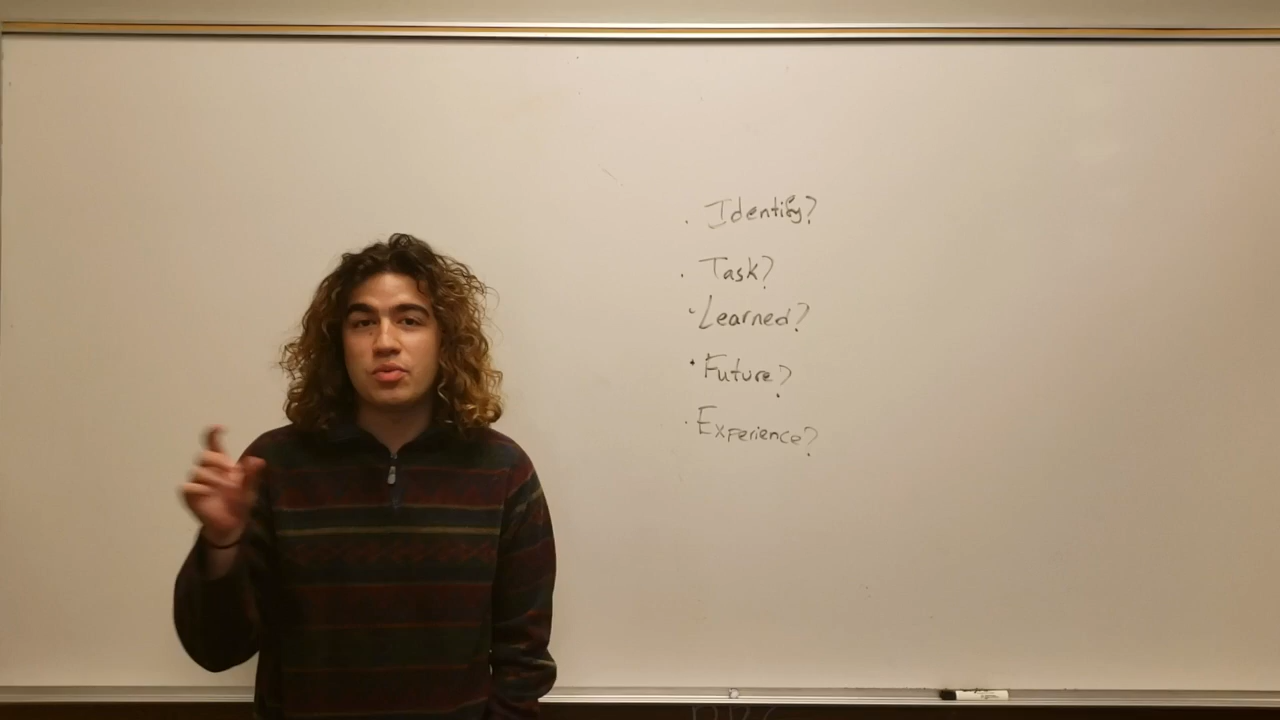 · Identify?
· Task?
· Learned?
· Future?
· Experience?